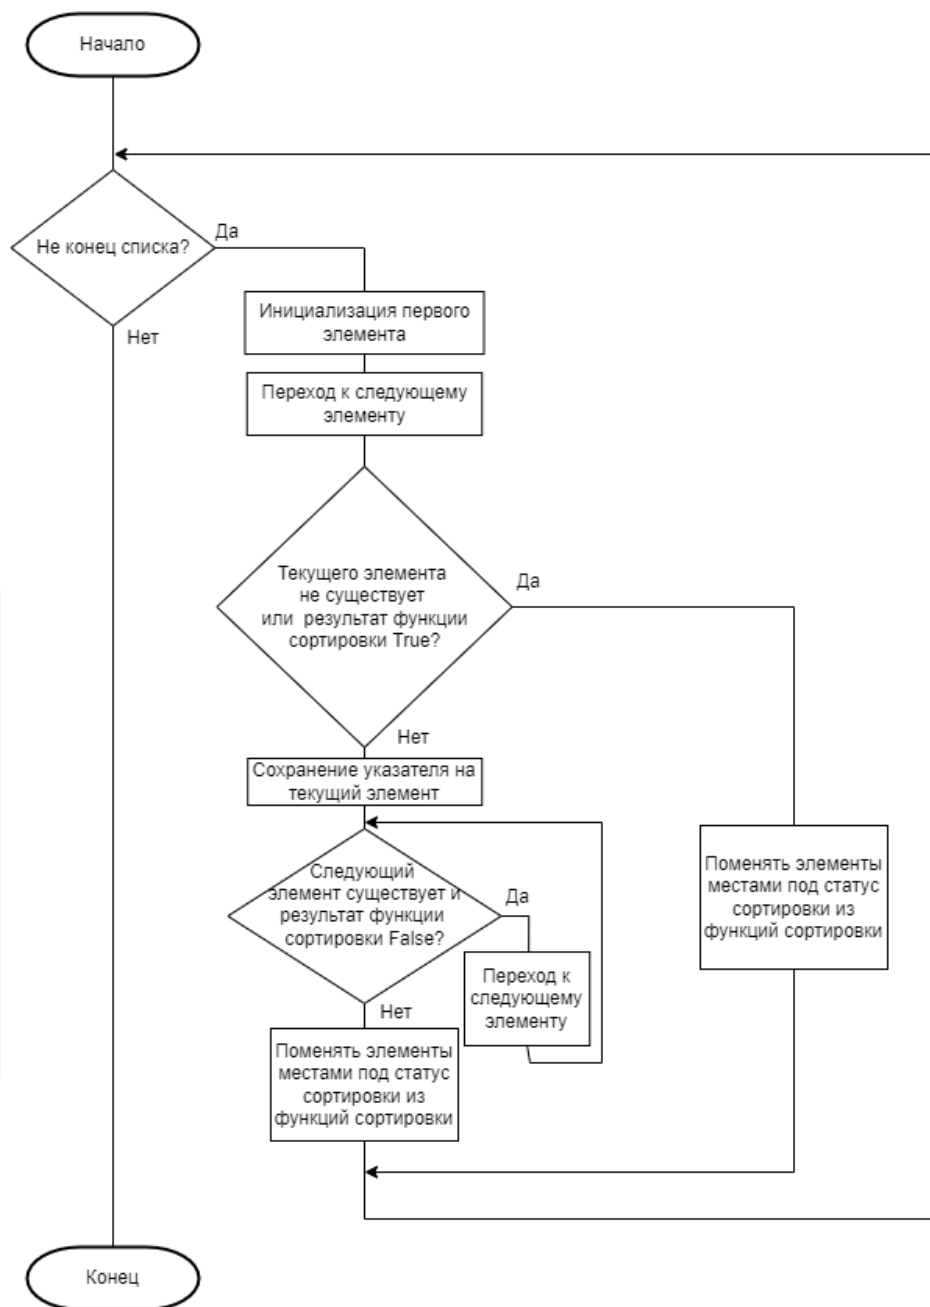 Начало
Не конец списка?
Да
Нет
Инициализация первого
элемента
Переход к следующему
элементу
Текущего элемента
не существует
или результат функции
сортировки True?
Да
Нет
Сохранение указателя на
текущий элемент
Следующий
элемент существует и
результат функции
сортировки False?
Да
Переход к
следующему
элементу
Нет
Поменять элементы
местами под статус
сортировки из
функций сортировки
Поменять элементы
местами под статус
сортировки из
функций сортировки
Конец